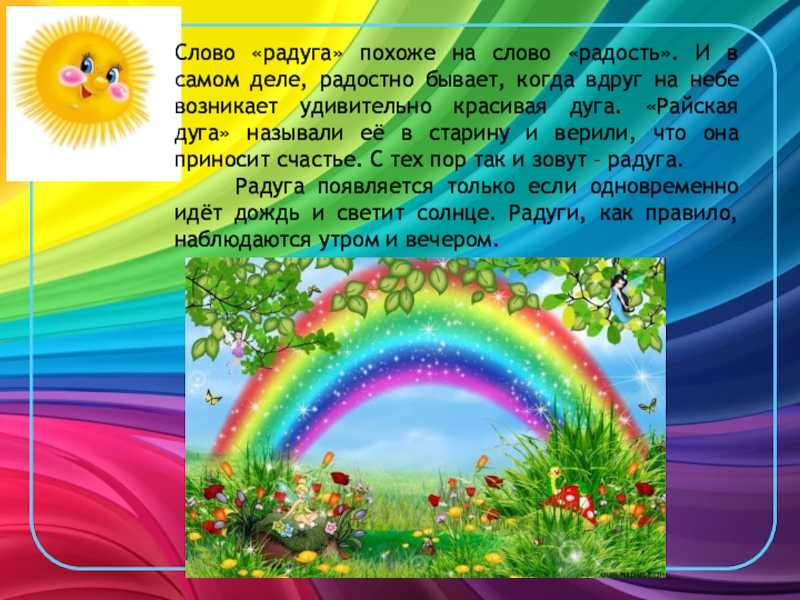 Слово «радуга» похоже на слово «радость». И в
самом деле, радостно бывает, когда вдруг на небе
возникает удивительно красивая дуга. «Райская
дуга» называли её в старину и верили, что она
приносит счастье. С тех пор так и зовут – радуга.
Радуга появляется только если одновременно
идёт дождь и светит солнце. Радуги, как правило,
наблюдаются утром и вечером.